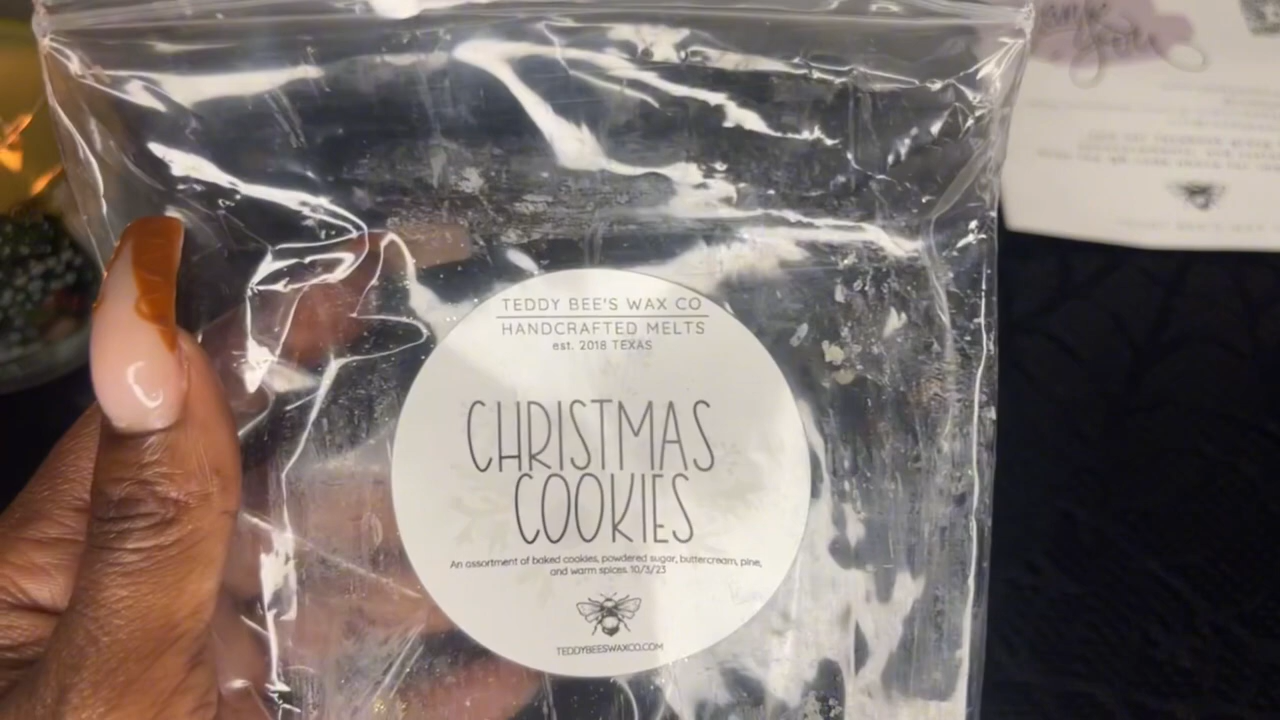 TEDDY BEE'S WAX CO
HANDCRAFTED MELTS
est. 2018 TEXAS
CHRISTMAS
COOKIES
An assortment of baked cookies, powdered sugar, buttercream, pine,
and warm spices. 10/3/23
TEDDYBEESWAXCO.COM